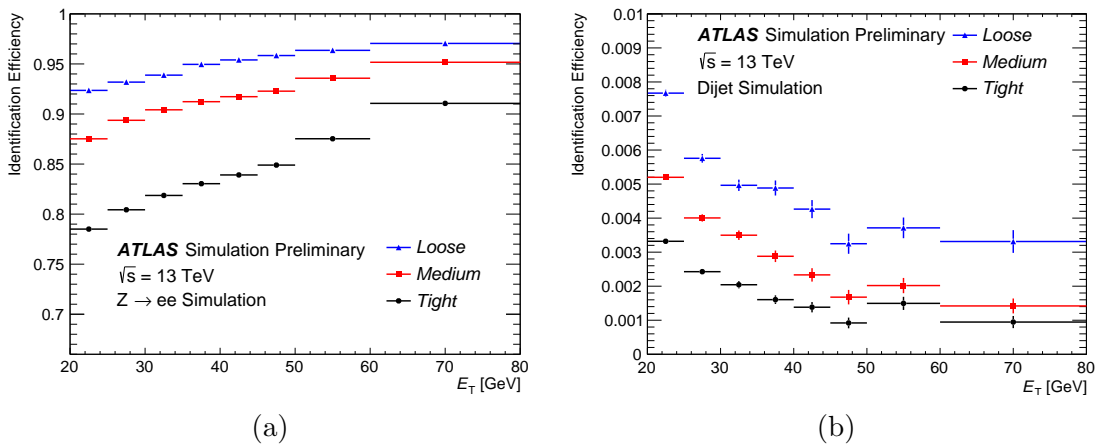 Identification Efficiency
1
0.95
0.9
0.85
0.8
0.75
0.7
ATLAS Simulation Preliminary
√s = 13 TeV
Z → ee Simulation
Loose
Medium
Tight
20 30 40 50 60 70 80
E_T [GeV]
(a)
Identification Efficiency
0.01
0.009
0.008
0.007
0.006
0.005
0.004
0.003
0.002
0.001
0
ATLAS Simulation Preliminary
√s = 13 TeV
Dijet Simulation
Loose
Medium
Tight
20 30 40 50 60 70 80
E_T [GeV]
(b)